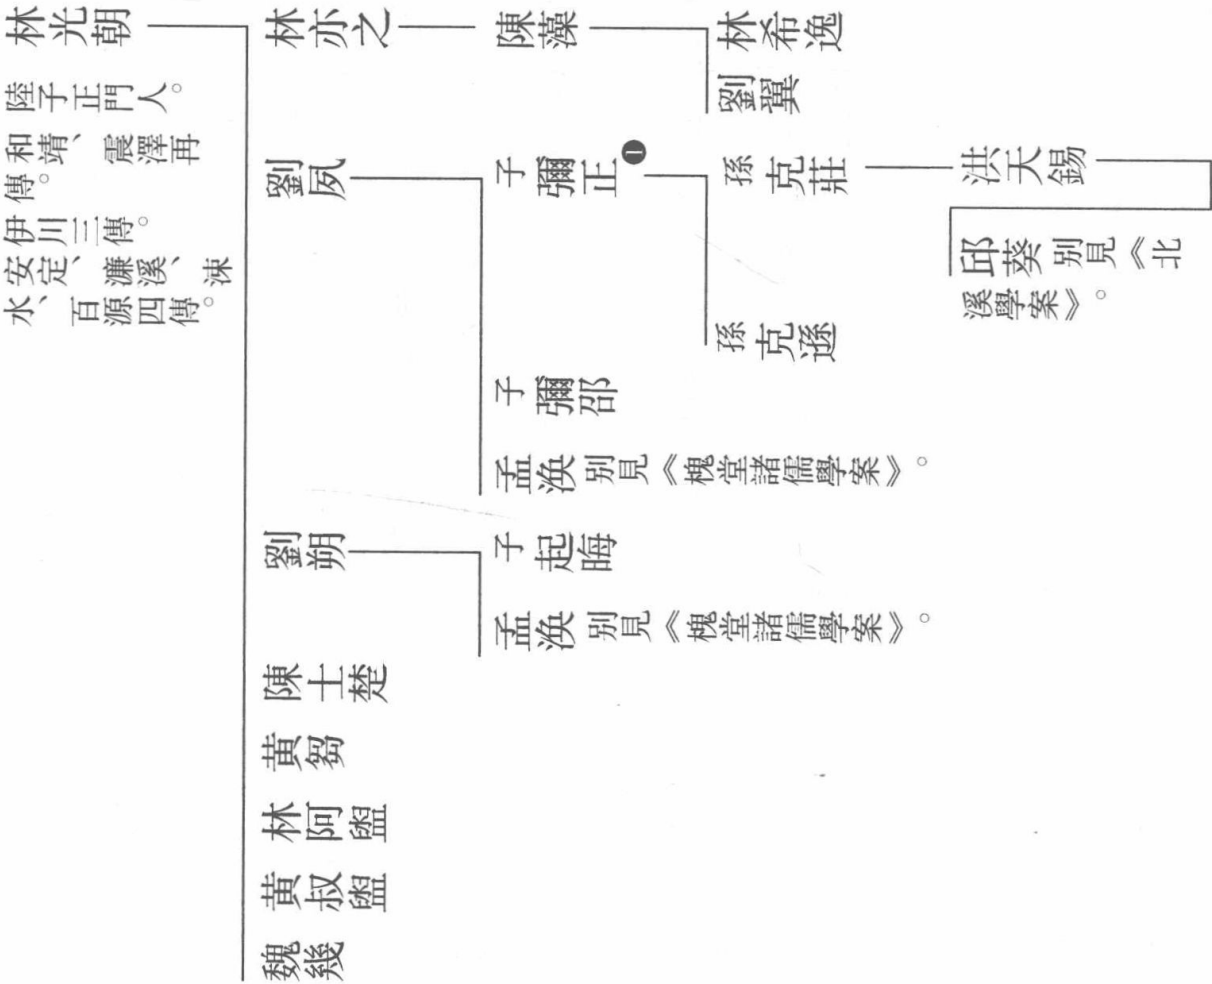 林光朝
陸子正門人。
和靖、震澤再
傳。
伊川三傳。
安定、濂溪、涑
水、百源四傳。
林亦之
陳藻
林希逸
劉翼
劉夙
子彌正❶
孫克莊
洪天錫
邱葵別見《北
溪學案》。
孫克遜
子彌邵
孟渙別見《槐堂諸儒學案》。
劉朔
子起晦
孟渙別見《槐堂諸儒學案》。
陳士楚
黄芻
林阿盥
黄叔盥
魏幾